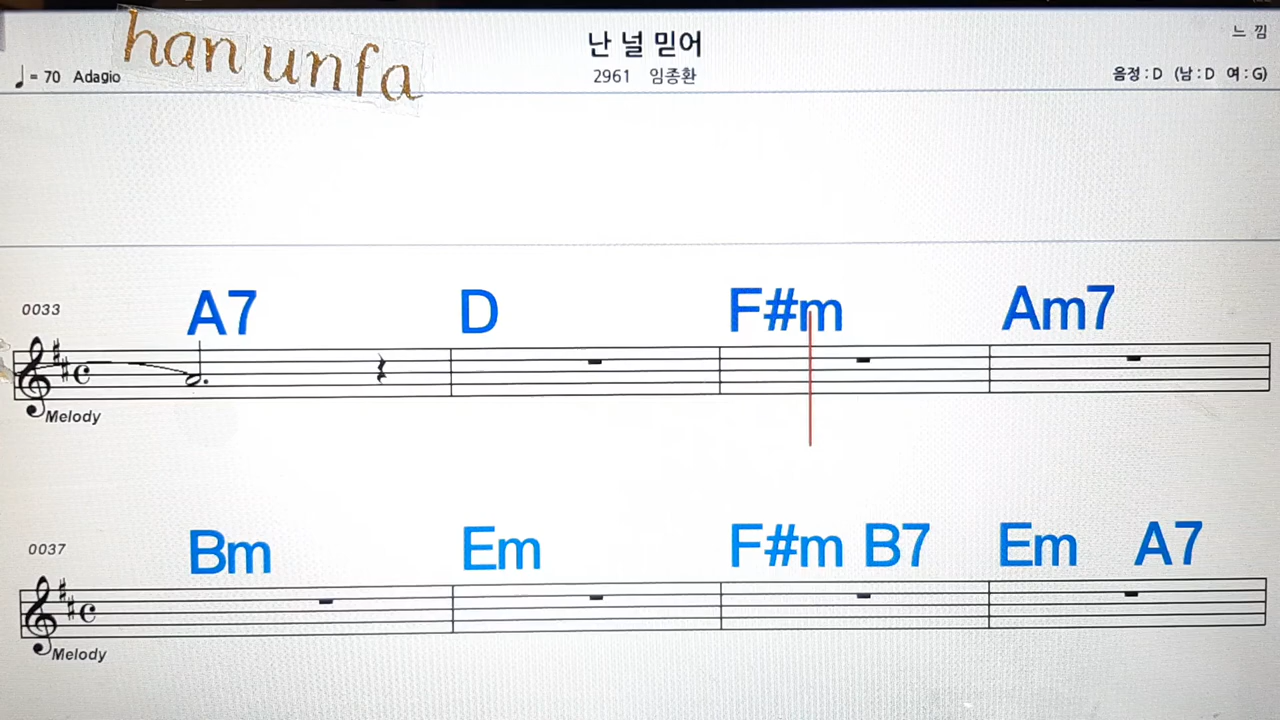 han unfa
난 널 믿어
느 낌
♩= 70 Adagio
2961 임종환
음정:D (남:D 여:G)
0033
A7 D F#m Am7
Melody
0037
Bm Em F#m B7 Em A7
Melody